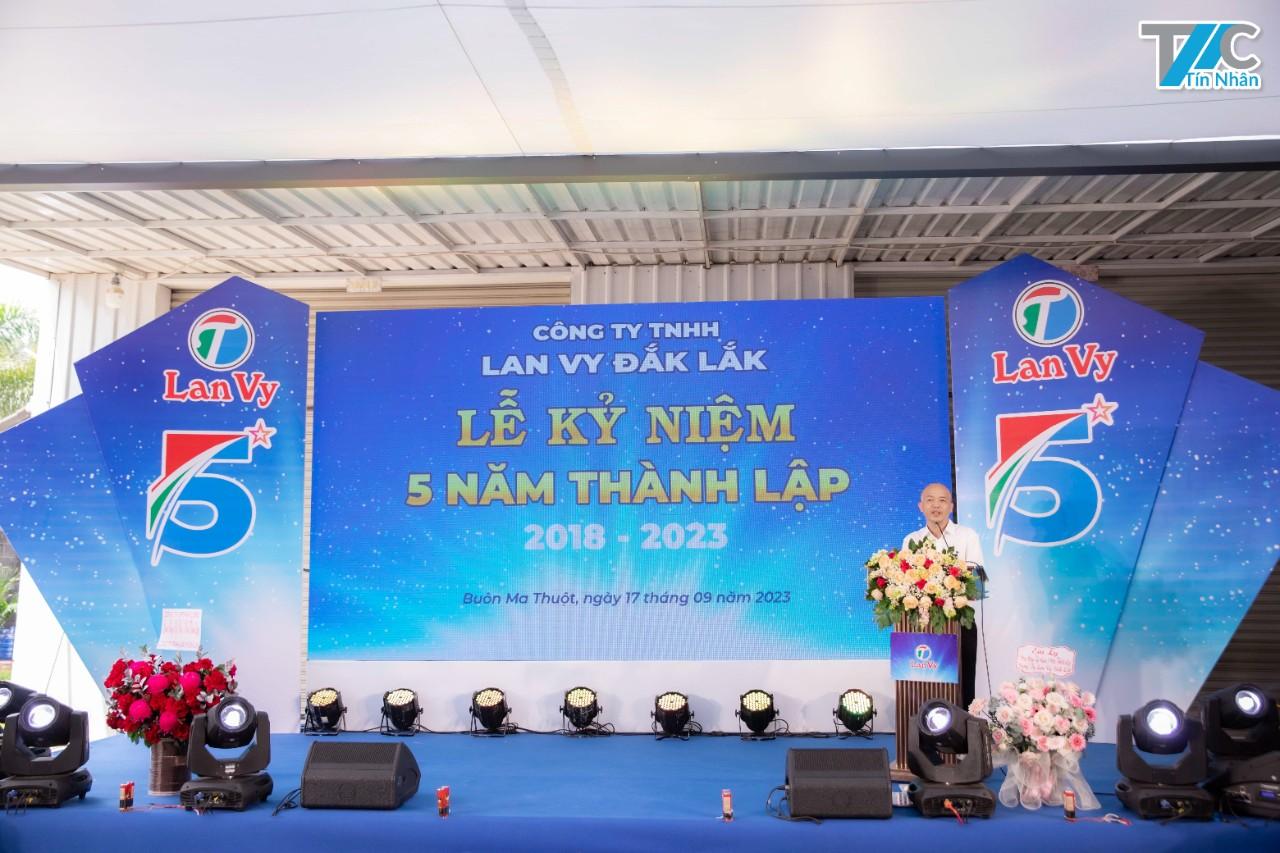 TNC
Tín Nhân
CÔNG TY TNHH
LAN VY ĐẮK LẮK
LỄ KỶ NIỆM
5 NĂM THÀNH LẬP
2018 - 2023
Buôn Ma Thuột, ngày 17 tháng 09 năm 2023
T
Lan Vy
5
T
Lan Vy
5
T
Lan Vy